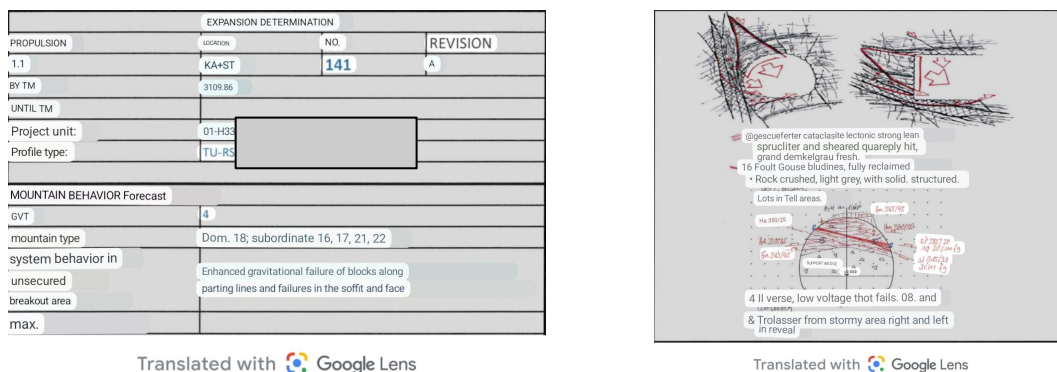 EXPANSION DETERMINATION
PROPULSION LOCATION NO. REVISION
1.1 KA+ST 141 A
BY TM 3109.86
UNTIL TM
Project unit: 01-H33
Profile type: TU-RS
MOUNTAIN BEHAVIOR Forecast
GVT 4
mountain type Dom. 18; subordinate 16, 17, 21, 22
system behavior in
unsecured
breakout area
Enhanced gravitational failure of blocks along
parting lines and failures in the soffit and face
max.
Translated with Google Lens
@gescueferter cataclasite lectonic strong lean
sprucliter and sheared quareply hit,
grand demkelgrau fresh.
16 Foult Gouse bludines, fully reclaimed
• Rock crushed, light grey, with solid. structured.
Lots in Tell areas.
Ha 350/25
SUPPORT WEDGE
4 Il verse, low voltage thot fails. 08. and
& Trolasser from stormy area right and left
in reveal
Translated with Google Lens